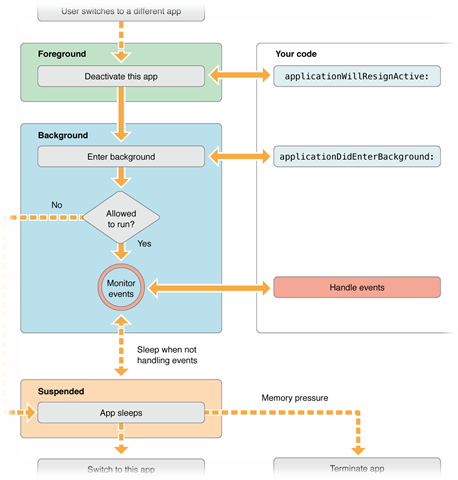 User switches to a different app
Foreground
Your code
Deactivate this app
applicationWillResignActive:
Background
Enter background
applicationDidEnterBackground:
No
Allowed
to run?
Yes
Monitor
events
Handle events
Sleep when not
handling events
Suspended
Memory pressure
App sleeps
Switch to this app
Terminate app